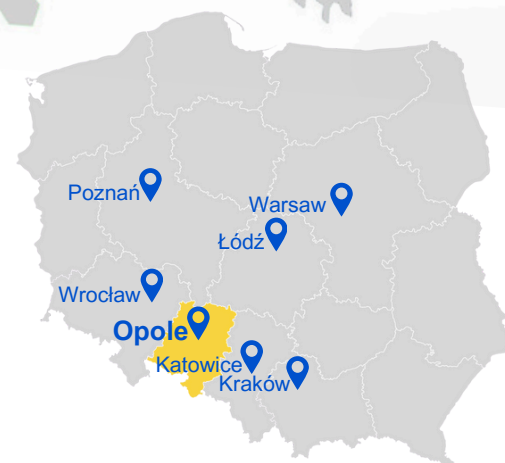 Poznań
Warsaw
Łódź
Wrocław
Opole
Katowice
Kraków